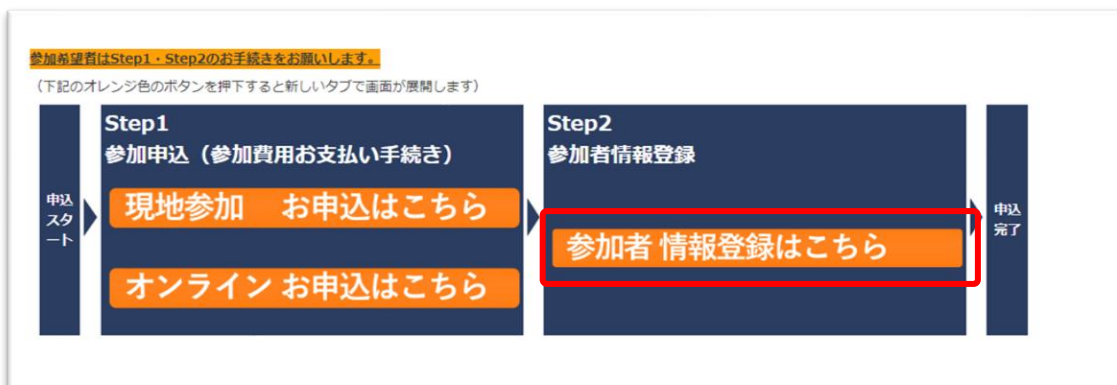 参加希望者はStep1・Step2のお手続きをお願いします。
（下記のオレンジ色のボタンを押下すると新しいタブで画面が展開します）
申込
スタ
ート
Step1
参加申込（参加費用お支払い手続き）
現地参加　お申込はこちら
オンライン お申込はこちら
Step2
参加者情報登録
参加者 情報登録はこちら
申込
完了